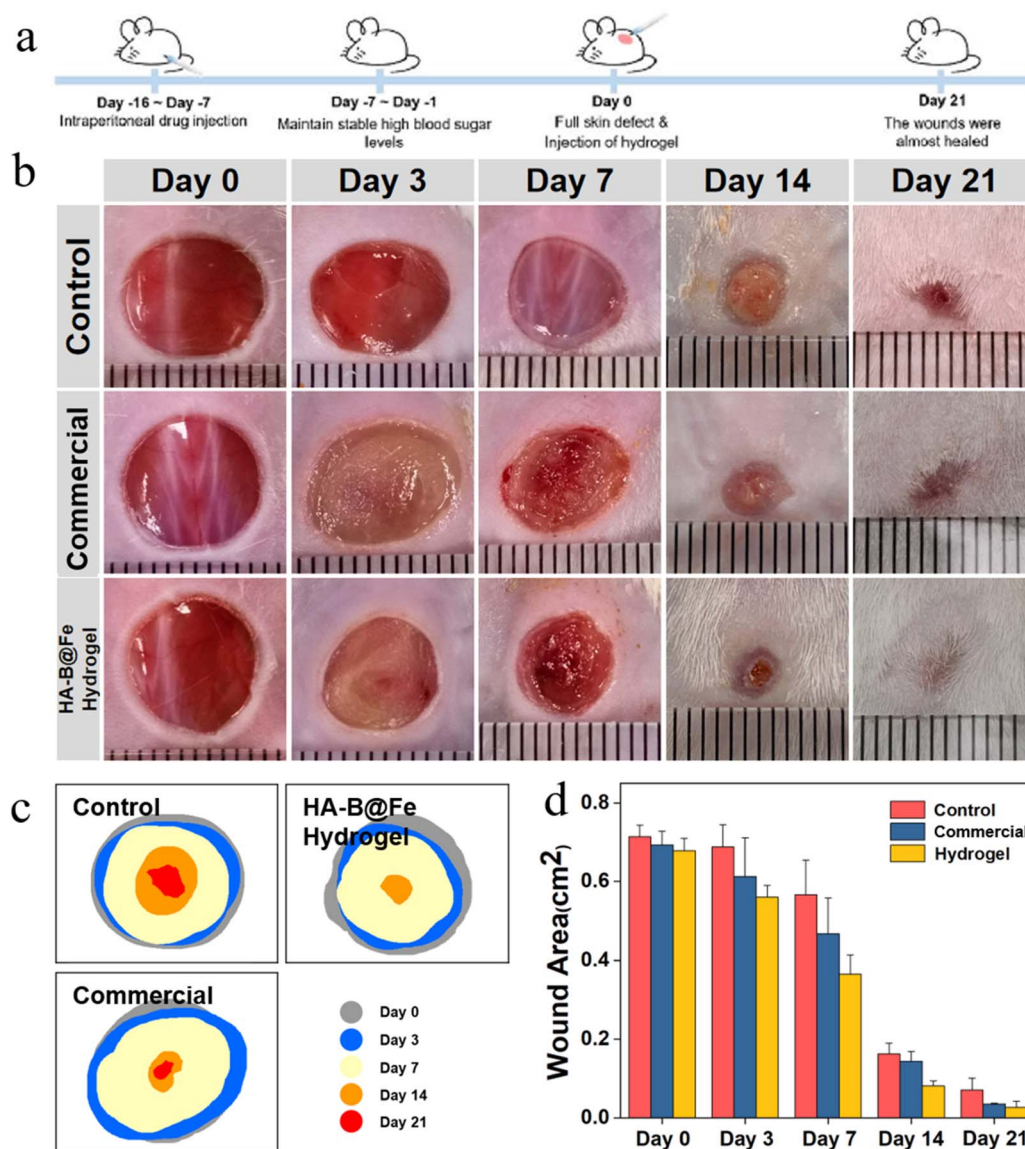 a
Day -16 ~ Day -7
Intraperitoneal drug injection
Day -7 ~ Day -1
Maintain stable high blood sugar
levels
Day 0
Full skin defect &
Injection of hydrogel
Day 21
The wounds were
almost healed
b
Day 0
Day 3
Day 7
Day 14
Day 21
Control
Commercial
HA-B@Fe
Hydrogel
c
Control
HA-B@Fe
Hydrogel
Commercial
Day 0
Day 3
Day 7
Day 14
Day 21
d
Wound Area(cm2)
0.8
0.6
0.4
0.2
0.0
Control
Commercial
Hydrogel
Day 0
Day 3
Day 7
Day 14
Day 21